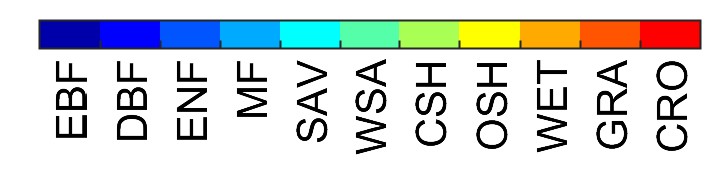 EBF
DBF
ENF
MF
SAV
WSA
CSH
OSH
WET
GRA
CRO